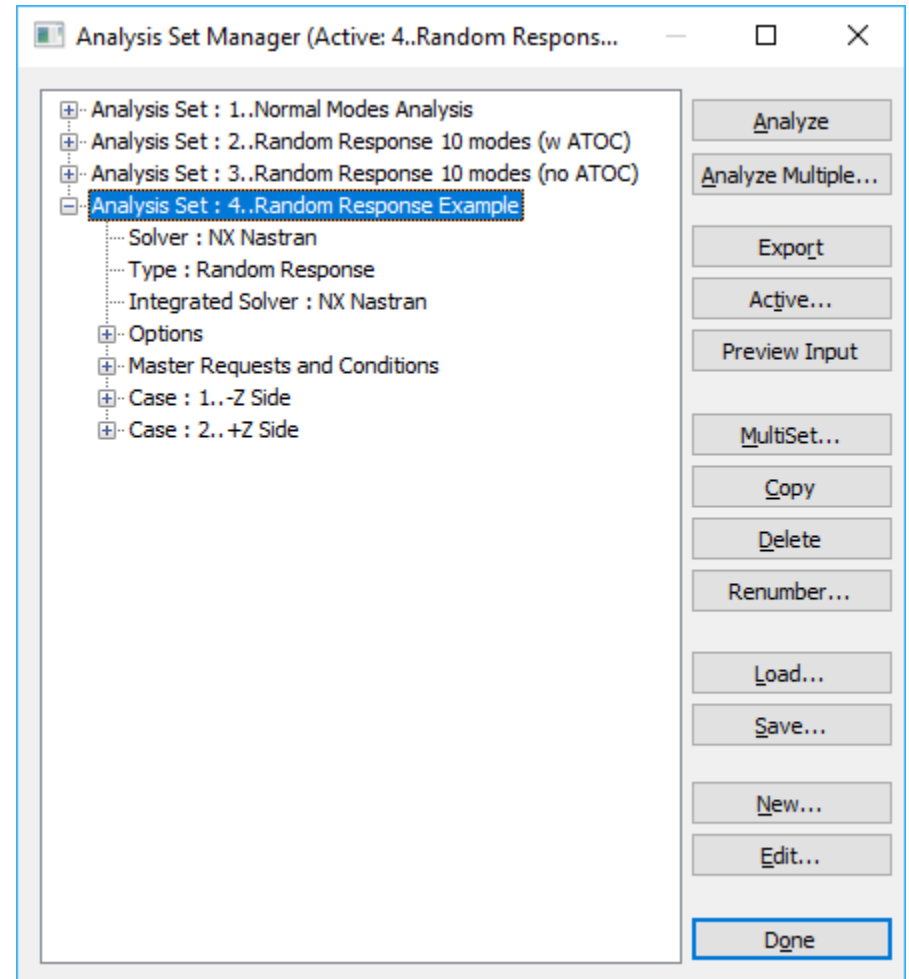 Analysis Set Manager (Active: 4..Random Respons...
Analysis Set : 1..Normal Modes Analysis
Analysis Set : 2..Random Response 10 modes (w ATOC)
Analysis Set : 3..Random Response 10 modes (no ATOC)
Analysis Set : 4..Random Response Example
Solver : NX Nastran
Type : Random Response
Integrated Solver : NX Nastran
Options
Master Requests and Conditions
Case : 1..-Z Side
Case : 2..+Z Side
Analyze
Analyze Multiple...
Export
Active...
Preview Input
MultiSet...
Copy
Delete
Renumber...
Load...
Save...
New...
Edit...
Done